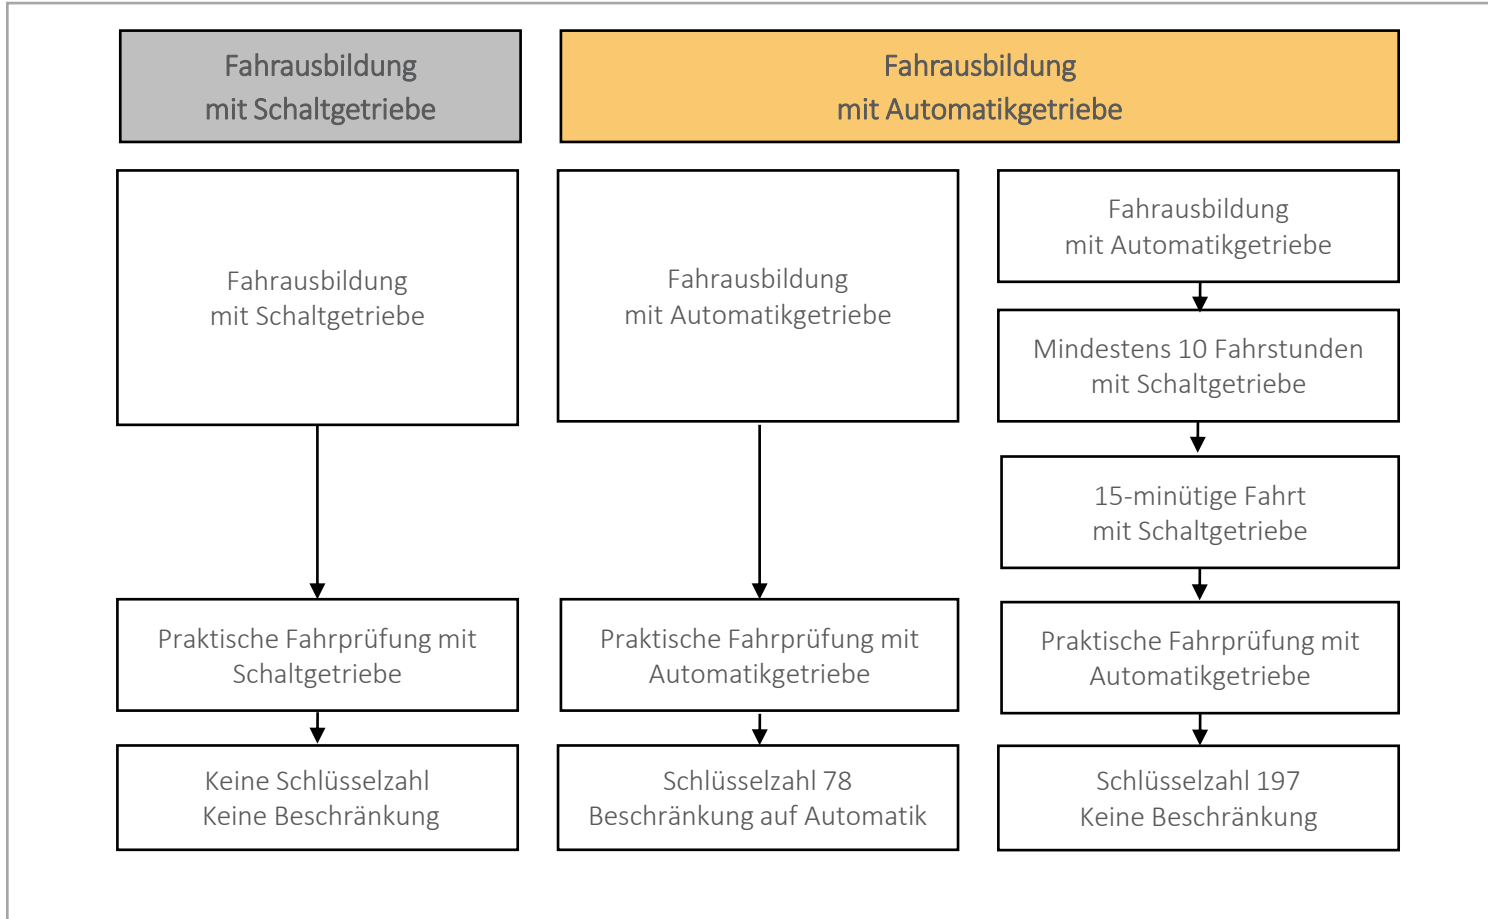 Fahrausbildung
mit Schaltgetriebe
Fahrausbildung
mit Automatikgetriebe
Fahrausbildung
mit Schaltgetriebe
Praktische Fahrprüfung mit
Schaltgetriebe
Keine Schlüsselzahl
Keine Beschränkung
Fahrausbildung
mit Automatikgetriebe
Praktische Fahrprüfung mit
Automatikgetriebe
Schlüsselzahl 78
Beschränkung auf Automatik
Fahrausbildung
mit Automatikgetriebe
Mindestens 10 Fahrstunden
mit Schaltgetriebe
15-minütige Fahrt
mit Schaltgetriebe
Praktische Fahrprüfung mit
Automatikgetriebe
Schlüsselzahl 197
Keine Beschränkung